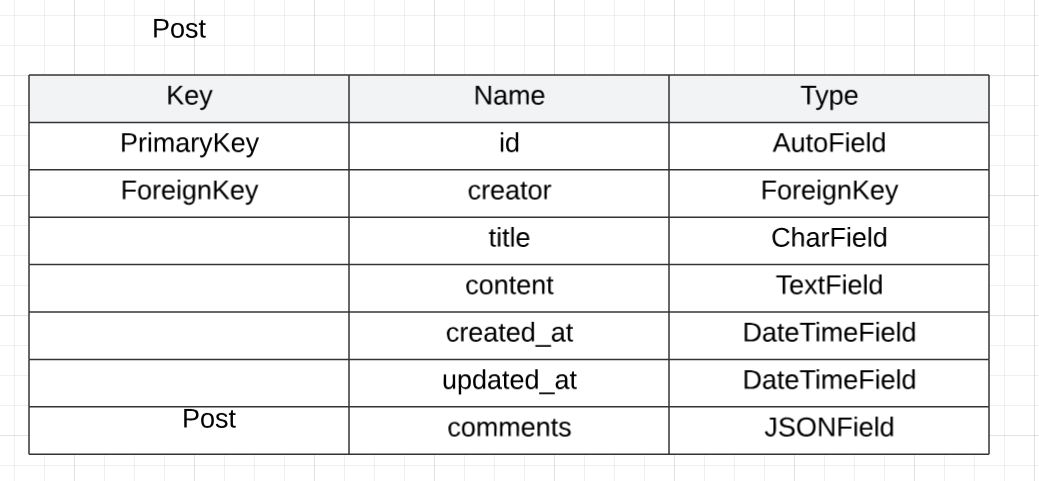 Post
Key Name Type
PrimaryKey id AutoField
ForeignKey creator ForeignKey
title CharField
content TextField
created_at DateTimeField
updated_at DateTimeField
Post comments JSONField